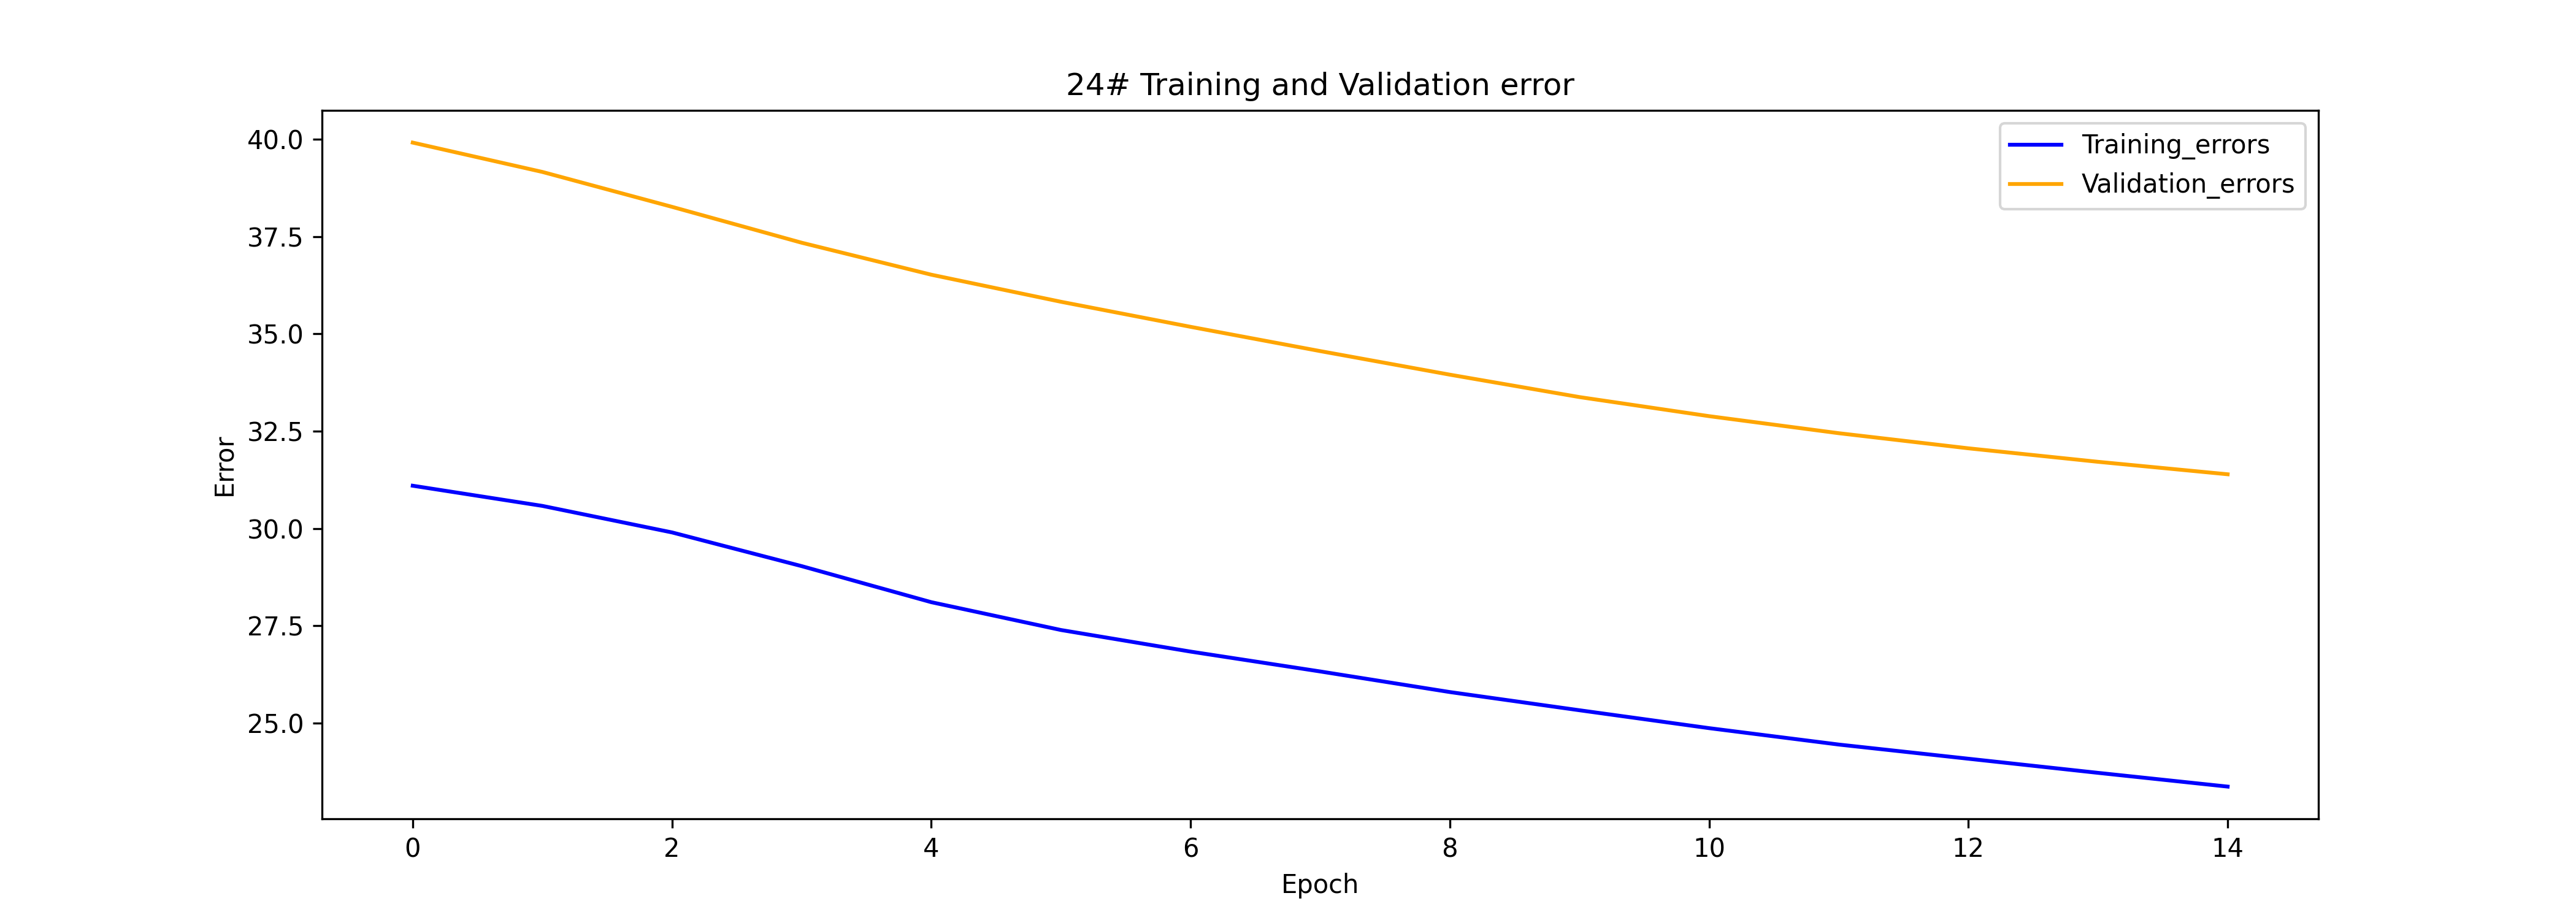 24# Training and Validation error
Training_errors
Validation_errors
40.0
37.5
35.0
32.5
30.0
27.5
25.0
Error
0 2 4 6 8 10 12 14
Epoch